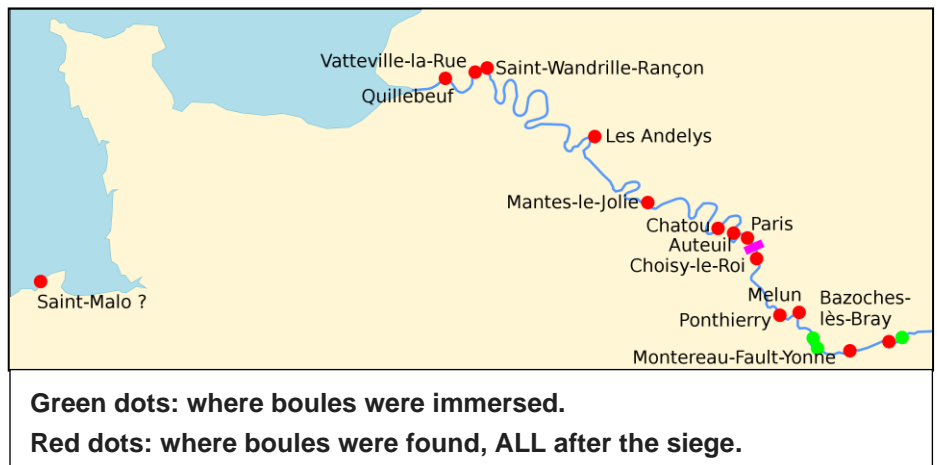 Vatteville-la-Rue
Saint-Wandrille-Rançon
Quillebeuf
Les Andelys
Mantes-le-Jolie
Chatou
Paris
Auteuil
Choisy-le-Roi
Saint-Malo ?
Melun
Bazoches-
lès-Bray
Ponthierry
Montereau-Fault-Yonne
Green dots: where boules were immersed.
Red dots: where boules were found, ALL after the siege.